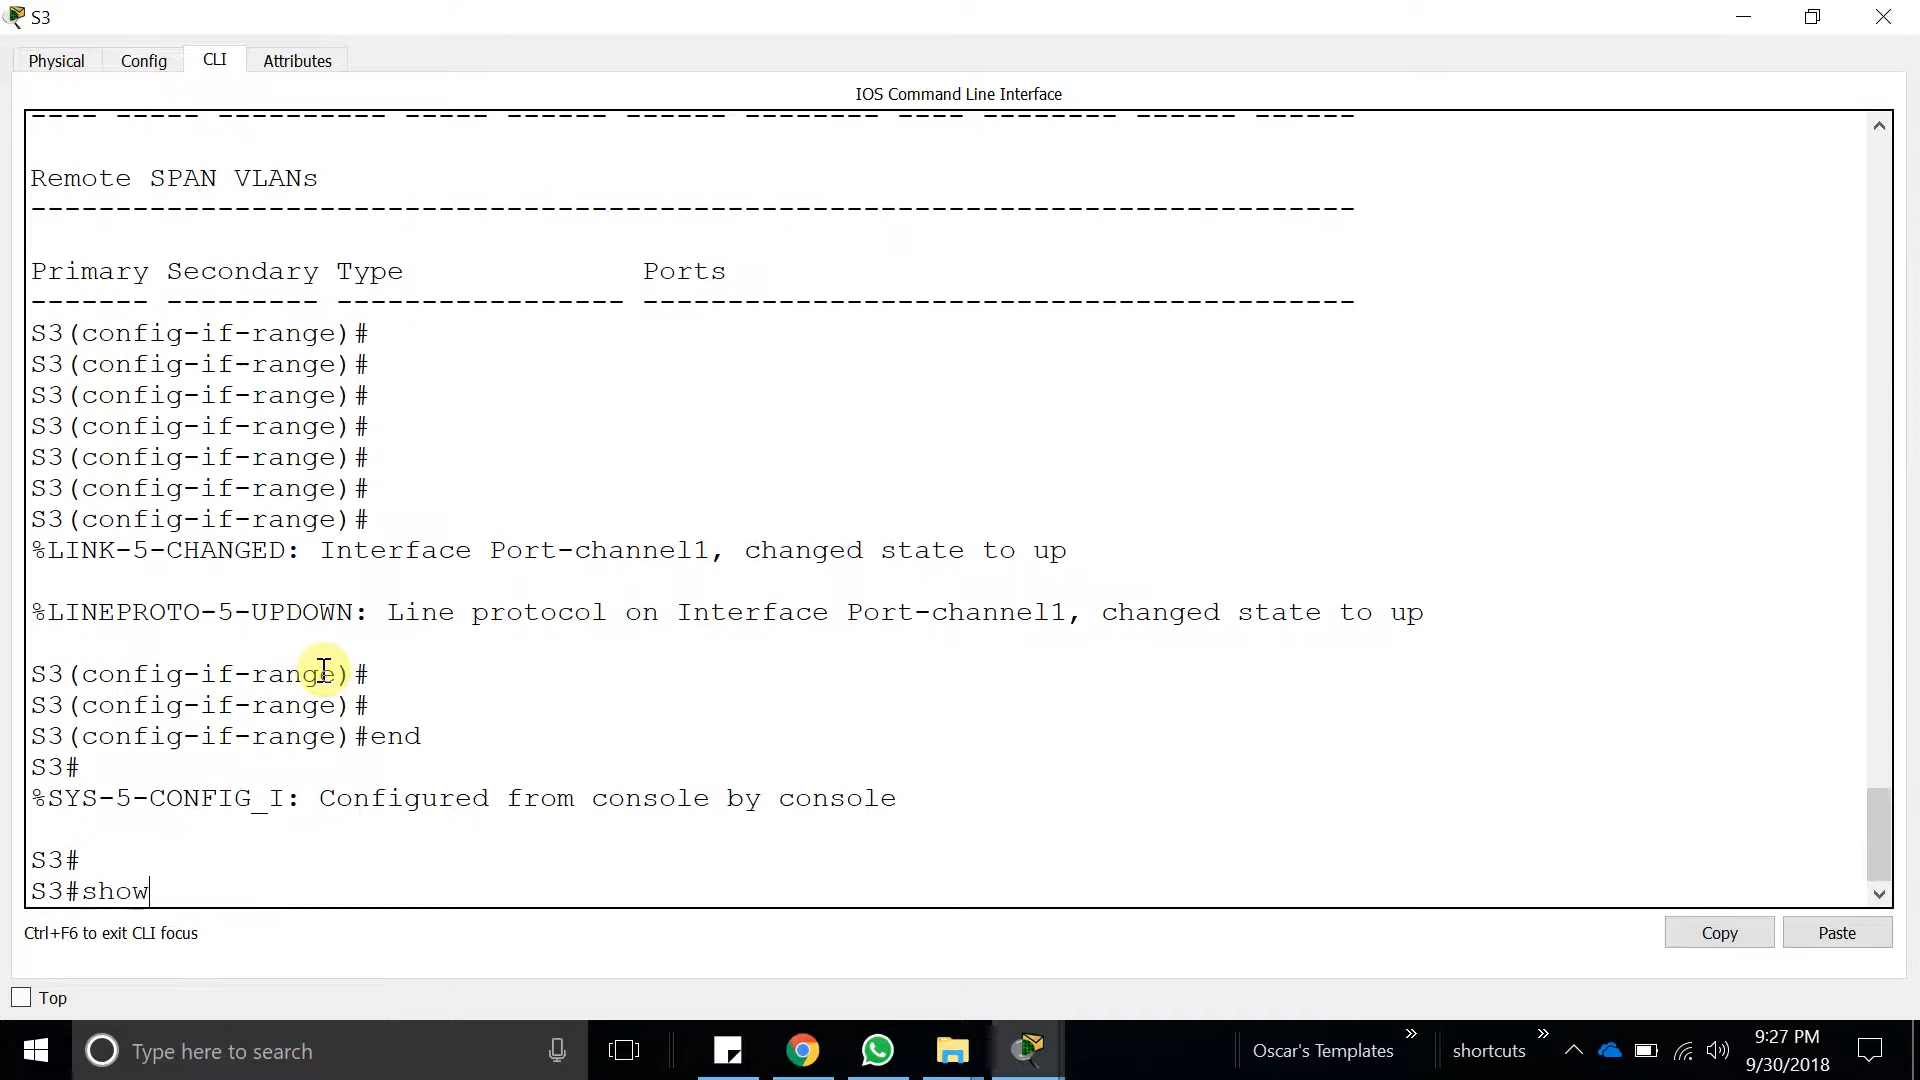 S3
Physical Config CLI Attributes
IOS Command Line Interface
---- ----- ---------- ----- ------ ------ -------- ---- -------- ------ ------
Remote SPAN VLANs
------------------------------------------------------------------------------
Primary Secondary Type              Ports
------- --------- ----------------- ------------------------------------------
S3(config-if-range)#
S3(config-if-range)#
S3(config-if-range)#
S3(config-if-range)#
S3(config-if-range)#
S3(config-if-range)#
S3(config-if-range)#
%LINK-5-CHANGED: Interface Port-channel1, changed state to up
%LINEPROTO-5-UPDOWN: Line protocol on Interface Port-channel1, changed state to up
S3(config-if-range)#
S3(config-if-range)#
S3(config-if-range)#end
S3#
%SYS-5-CONFIG_I: Configured from console by console
S3#
S3#show
Ctrl+F6 to exit CLI focus
Copy Paste
Top
Type here to search
Oscar's Templates » shortcuts »
9:27 PM
9/30/2018